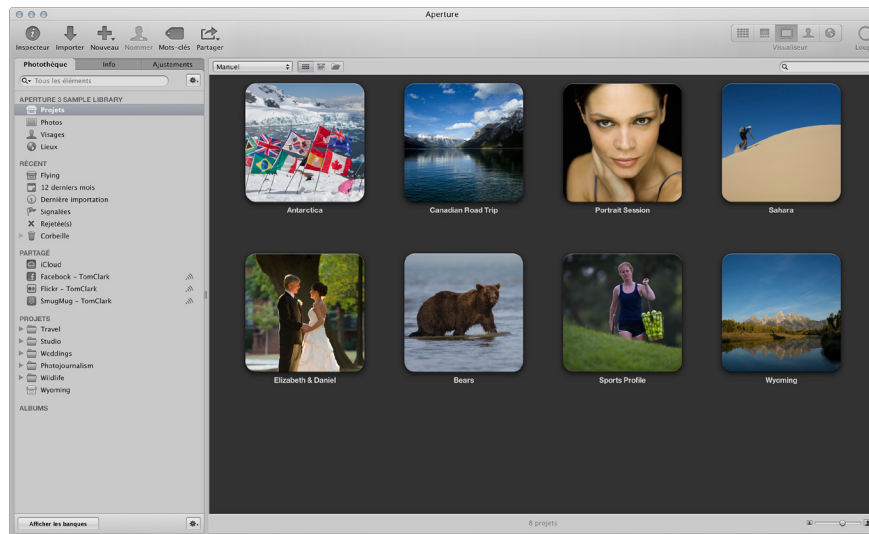 Aperture
Inspecteur Importer Nouveau Nommer Mots-clés Partager
Visualiseur
Photothèque Info Ajustements
Manuel
Tous les éléments
APERTURE 3 SAMPLE LIBRARY
Projets
Photos
Visages
Lieux
RÉCENT
Flying
12 derniers mois
Dernière importation
Signalées
Rejetée(s)
Corbeille
PARTAGÉ
iCloud
Facebook – TomClark
Flickr – TomClark
SmugMug – TomClark
PROJETS
Travel
Studio
Weddings
Photojournalism
Wildlife
Wyoming
ALBUMS
Antarctica
Canadian Road Trip
Portrait Session
Sahara
Elizabeth & Daniel
Bears
Sports Profile
Wyoming
Afficher les banques
8 projets